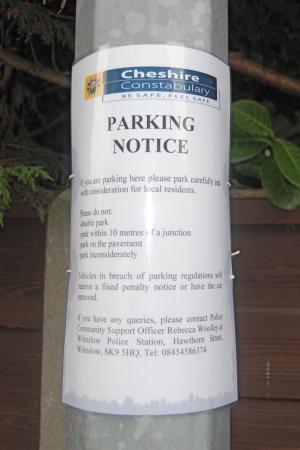 Cheshire
Constabulary
BE SAFE, FEEL SAFE
PARKING
NOTICE
If you are parking here please park carefully and
with consideration for local residents.
Please do not:
-double park
-park within 10 metres of a junction
-park on the pavement
-park inconsiderately
Vehicles in breach of parking regulations will
receive a fixed penalty notice or have the car
removed.
If you have any queries, please contact Police
Community Support Officer Rebecca Woolley at
Wilmslow Police Station, Hawthorn Street,
Wilmslow, SK9 5HQ. Tel: 08454586374